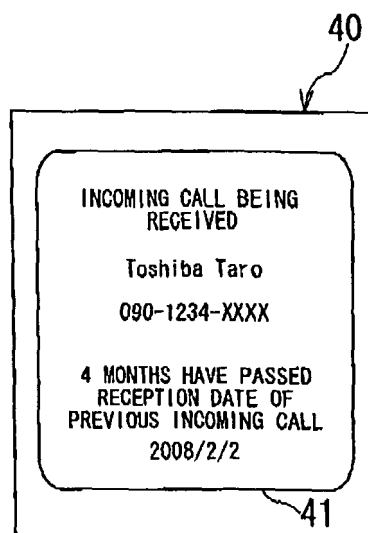 40
INCOMING CALL BEING
RECEIVED
Toshiba Taro
090-1234-XXXX
4 MONTHS HAVE PASSED
RECEPTION DATE OF
PREVIOUS INCOMING CALL
2008/2/2
41